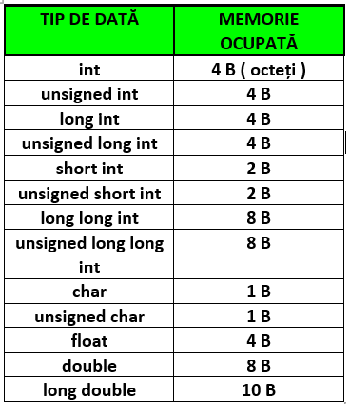 TIP DE DATĂ MEMORIE
OCUPATĂ
int 4 B ( octeți )
unsigned int 4 B
long Int 4 B
unsigned long int 4 B
short int 2 B
unsigned short int 2 B
long long int 8 B
unsigned long long 8 B
int
char 1 B
unsigned char 1 B
float 4 B
double 8 B
long double 10 B